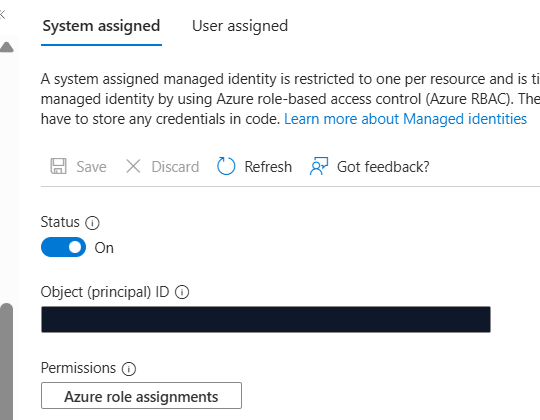 System assigned User assigned
A system assigned managed identity is restricted to one per resource and is ti
managed identity by using Azure role-based access control (Azure RBAC). The
have to store any credentials in code. Learn more about Managed identities
Save Discard Refresh Got feedback?
Status
On
Object (principal) ID
Permissions
Azure role assignments